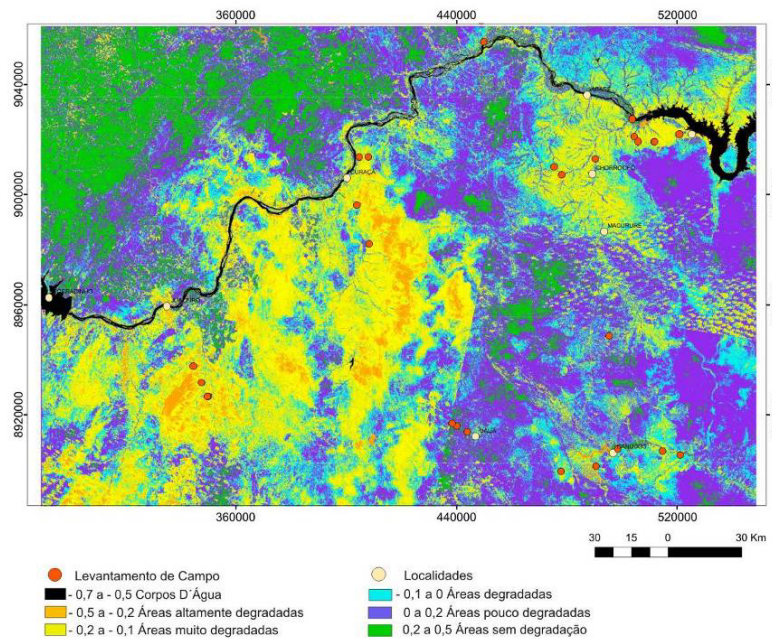 360000 440000 520000
9040000
9000000
8960000
8920000
CURAÇÁ
CHORROCHÓ
MACURURÉ
JUAZEIRO
UAUÁ
360000 440000 520000
30 15 0 30 Km
Levantamento de Campo
Localidades
- 0,7 a - 0,5 Corpos D´Água
- 0,1 a 0 Áreas degradadas
- 0,5 a - 0,2 Áreas altamente degradadas
0 a 0,2 Áreas pouco degradadas
- 0,2 a - 0,1 Áreas muito degradadas
0,2 a 0,5 Áreas sem degradação